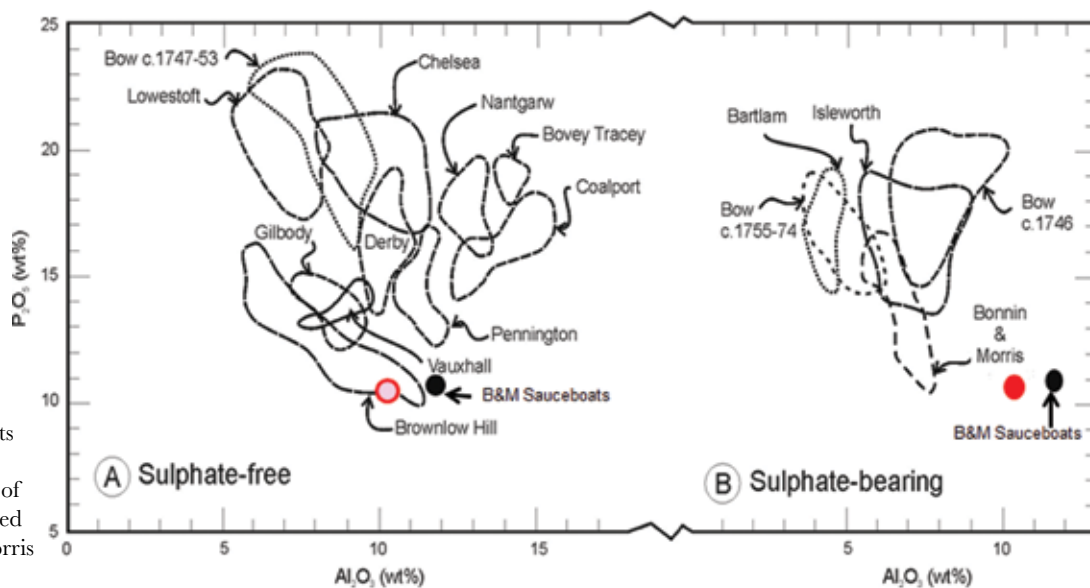 25
20
15
10
5
P₂O₅ (wt%)
Bow c.1747-53
Lowestoft
Chelsea
Nantgarw
Bovey Tracey
Coalport
Gilbody
Derby
Pennington
Vauxhall
B&M Sauceboats
Brownlow Hill
A Sulphate-free
0
5
10
15
Al₂O₃ (wt%)
Bartlam
Isleworth
Bow
c.1755-74
Bow
c.1746
Bonnin
&
Morris
B&M Sauceboats
B Sulphate-bearing
5
10
Al₂O₃ (wt%)
ts
of
ed
orris